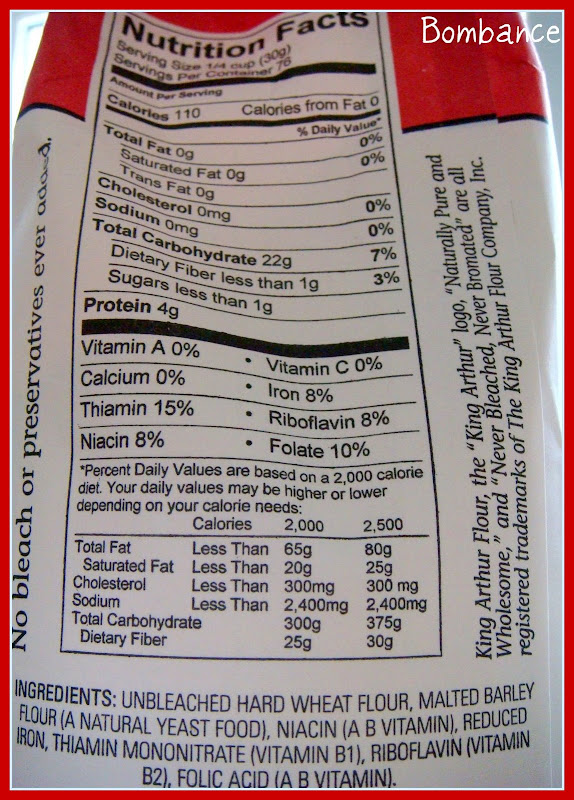 Bombance
Nutrition Facts
Serving Size 1/4 cup (30g)
Servings Per Container 76
Amount Per Serving
Calories 110 Calories from Fat 0
% Daily Value*
Total Fat 0g 0%
Saturated Fat 0g 0%
Trans Fat 0g
Cholesterol 0mg 0%
Sodium 0mg 0%
Total Carbohydrate 22g 7%
Dietary Fiber less than 1g 3%
Sugars less than 1g
Protein 4g
Vitamin A 0% • Vitamin C 0%
Calcium 0% • Iron 8%
Thiamin 15% • Riboflavin 8%
Niacin 8% • Folate 10%
*Percent Daily Values are based on a 2,000 calorie
diet. Your daily values may be higher or lower
depending on your calorie needs:
Calories 2,000 2,500
Total Fat Less Than 65g 80g
Saturated Fat Less Than 20g 25g
Cholesterol Less Than 300mg 300 mg
Sodium Less Than 2,400mg 2,400mg
Total Carbohydrate 300g 375g
Dietary Fiber 25g 30g
No bleach or preservatives ever added.
King Arthur Flour, the "King Arthur" logo, "Naturally Pure and
Wholesome," and "Never Bleached, Never Bromated" are all
registered trademarks of The King Arthur Flour Company, Inc.
INGREDIENTS: UNBLEACHED HARD WHEAT FLOUR, MALTED BARLEY
FLOUR (A NATURAL YEAST FOOD), NIACIN (A B VITAMIN), REDUCED
IRON, THIAMIN MONONITRATE (VITAMIN B1), RIBOFLAVIN (VITAMIN
B2), FOLIC ACID (A B VITAMIN).